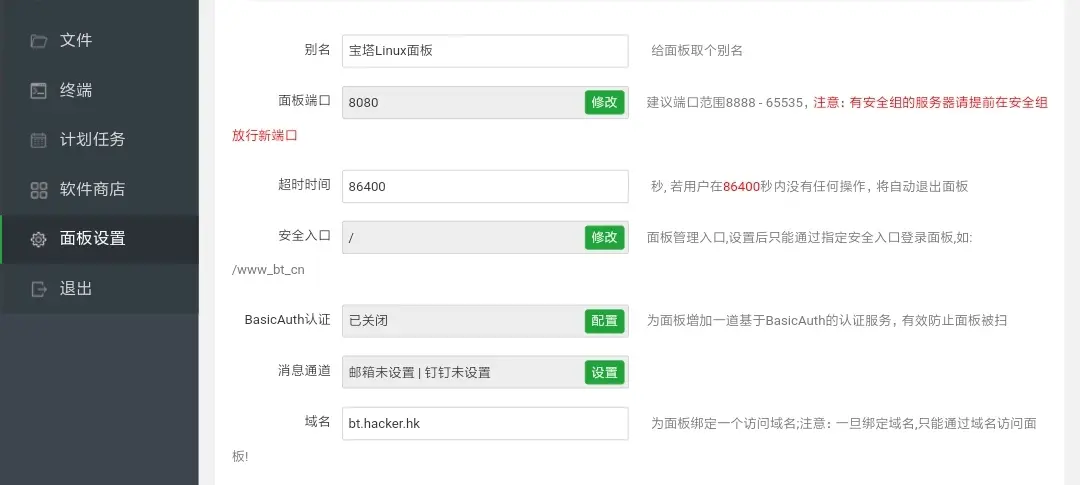 文件
终端
计划任务
软件商店
面板设置
退出
别名 宝塔Linux面板 给面板取个别名
面板端口 8080 修改 建议端口范围8888 - 65535，注意：有安全组的服务器请提前在安全组
放行新端口
超时时间 86400 秒, 若用户在86400秒内没有任何操作，将自动退出面板
安全入口 / 修改 面板管理入口,设置后只能通过指定安全入口登录面板,如:
/www_bt_cn
BasicAuth认证 已关闭 配置 为面板增加一道基于BasicAuth的认证服务，有效防止面板被扫
消息通道 邮箱未设置 | 钉钉未设置 设置
域名 bt.hacker.hk 为面板绑定一个访问域名;注意：一旦绑定域名,只能通过域名访问面
板!